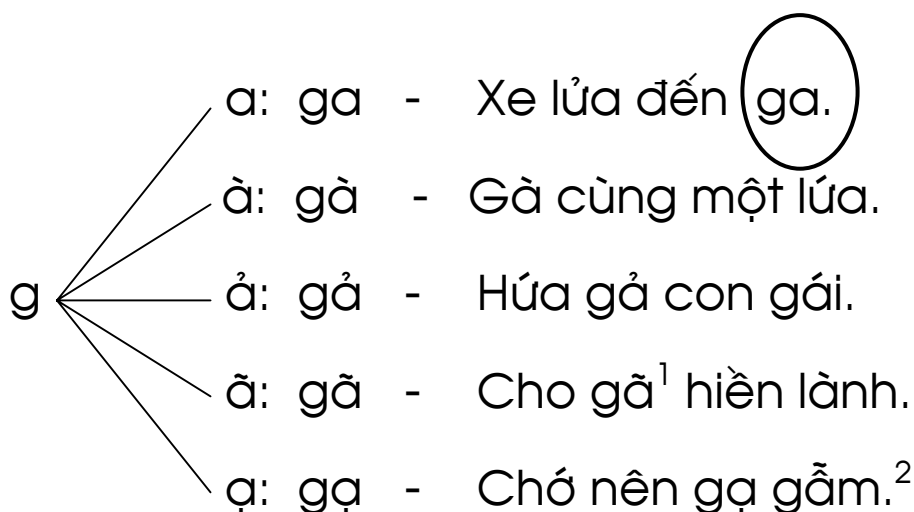 a: ga - Xe lửa đến ga.
à: gà - Gà cùng một lứa.
g ả: gả - Hứa gả con gái.
ã: gã - Cho gã¹ hiền lành.
ạ: gạ - Chớ nên gạ gẫm.²